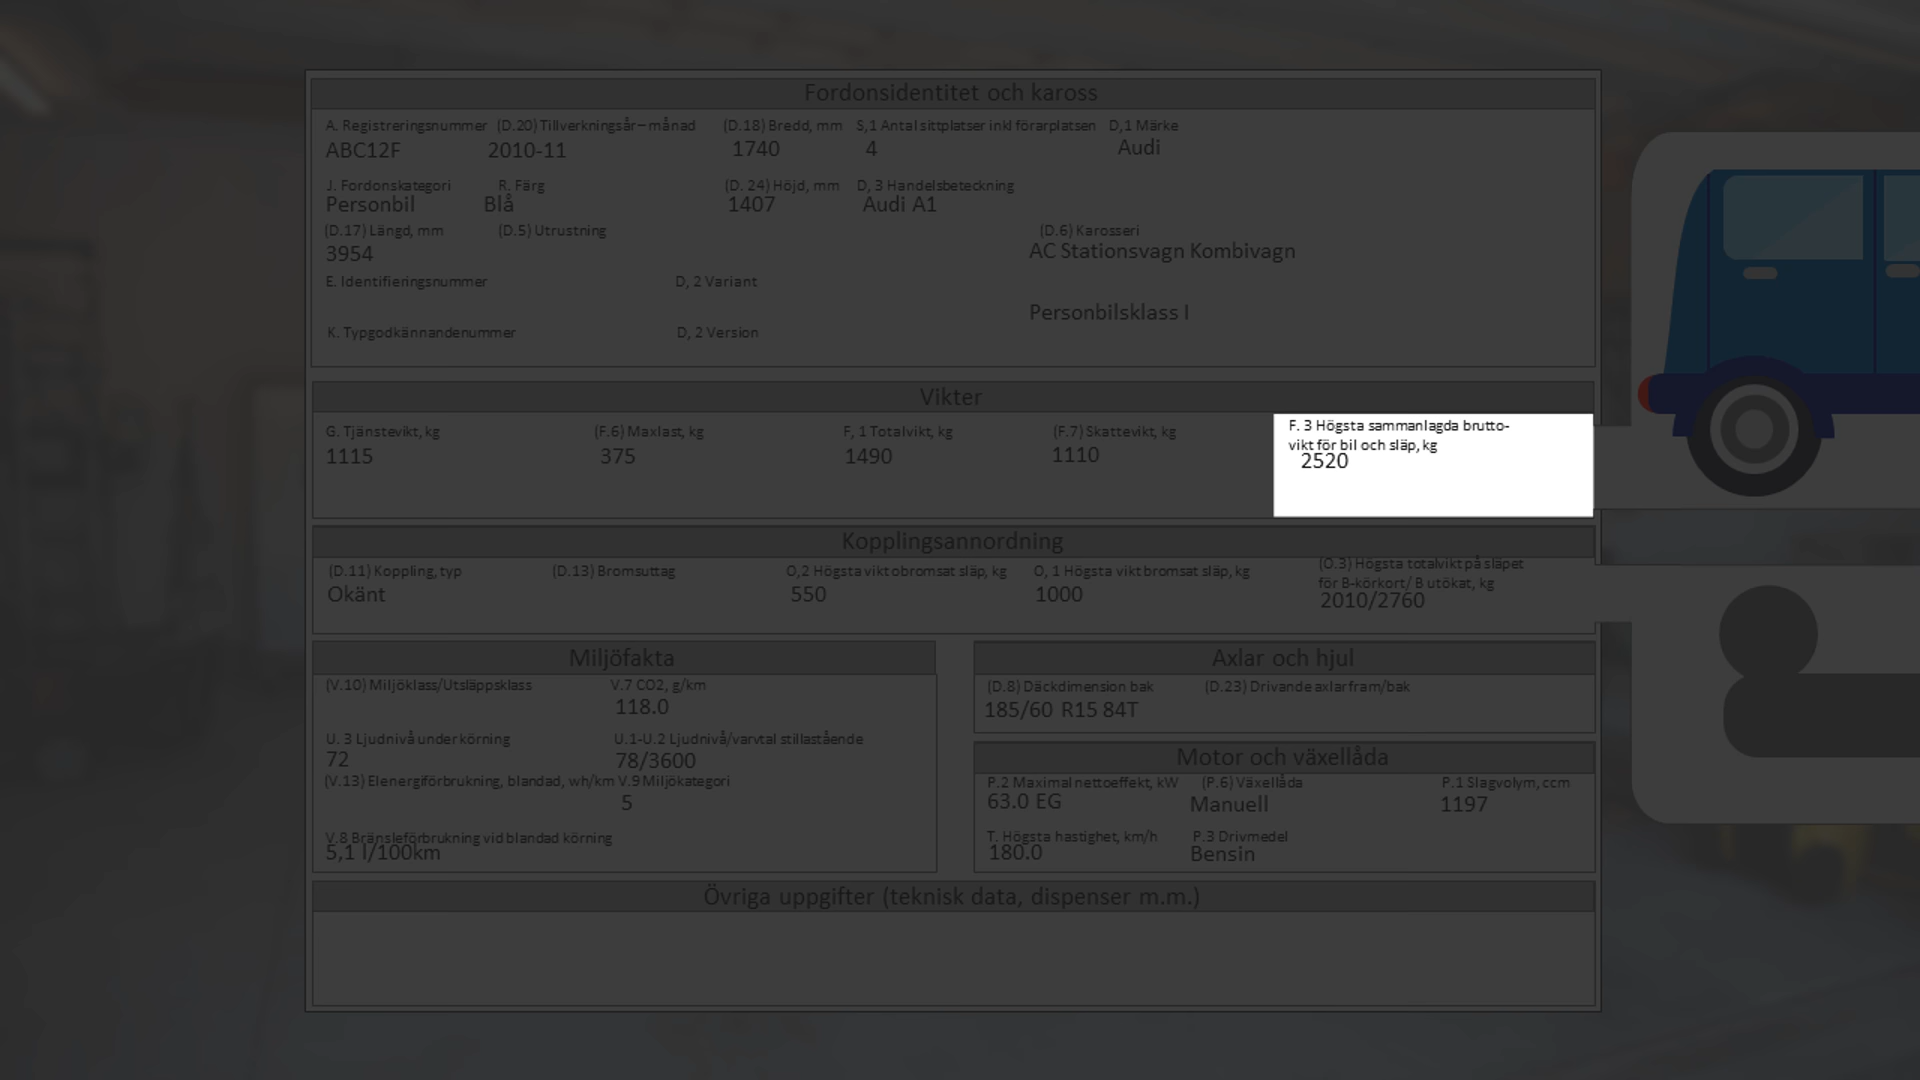 Fordonsidentitet och kaross
A. Registreringsnummer (D.20) Tillverkningsår – månad (D.18) Bredd, mm S,1 Antal sittplatser inkl förarplatsen D,1 Märke
ABC12F 2010-11 1740 4 Audi
J. Fordonskategori R. Färg (D. 24) Höjd, mm D, 3 Handelsbeteckning
Personbil Blå 1407 Audi A1
(D.17) Längd, mm (D.5) Utrustning (D.6) Karosseri
3954 AC Stationsvagn Kombivagn
E. Identifieringsnummer D, 2 Variant
Personbilsklass I
K. Typgodkännandenummer D, 2 Version
Vikter
G. Tjänstevikt, kg (F.6) Maxlast, kg F, 1 Totalvikt, kg (F.7) Skattevikt, kg F. 3 Högsta sammanlagda brutto-
vikt för bil och släp, kg
1115 375 1490 1110 2520
Kopplingsannordning
(D.11) Koppling, typ (D.13) Bromsuttag O,2 Högsta vikt obromsat släp, kg O, 1 Högsta vikt bromsat släp, kg (O.3) Högsta totalvikt på släpet
för B-körkort/ B utökat, kg
Okänt 550 1000 2010/2760
Miljöfakta
(V.10) Miljöklass/Utsläppsklass V.7 CO2, g/km
118.0
U. 3 Ljudnivå under körning U.1-U.2 Ljudnivå/varvtal stillastående
72 78/3600
(V.13) Elenergiförbrukning, blandad, wh/km V.9 Miljökategori
5
V.8 Bränsleförbrukning vid blandad körning
5,1 l/100km
Axlar och hjul
(D.8) Däckdimension bak (D.23) Drivande axlar fram/bak
185/60 R15 84T
Motor och växellåda
P.2 Maximal nettoeffekt, kW (P.6) Växellåda P.1 Slagvolym, ccm
63.0 EG Manuell 1197
T. Högsta hastighet, km/h P.3 Drivmedel
180.0 Bensin
Övriga uppgifter (teknisk data, dispenser m.m.)